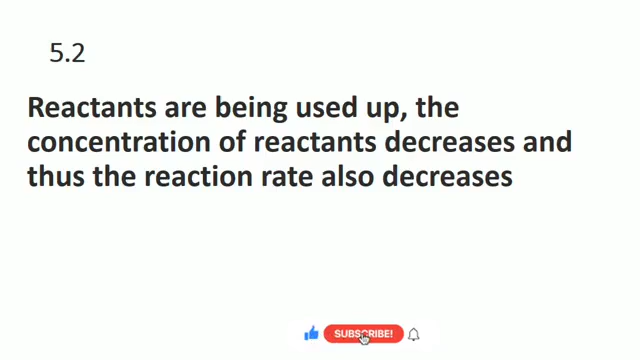 5.2
Reactants are being used up, the
concentration of reactants decreases and
thus the reaction rate also decreases
SUBSCRIBE!